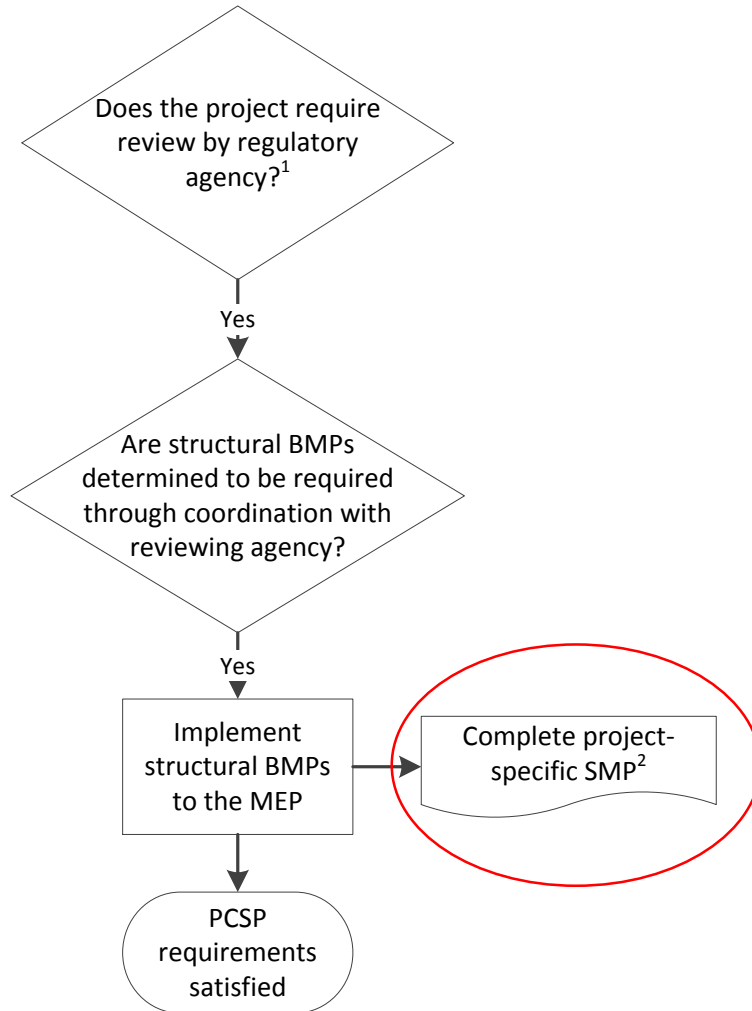 Does the project require
review by regulatory
agency?¹
Yes
Are structural BMPs
determined to be required
through coordination with
reviewing agency?
Yes
Implement
structural BMPs
to the MEP
Complete project-
specific SMP²
PCSP
requirements
satisfied